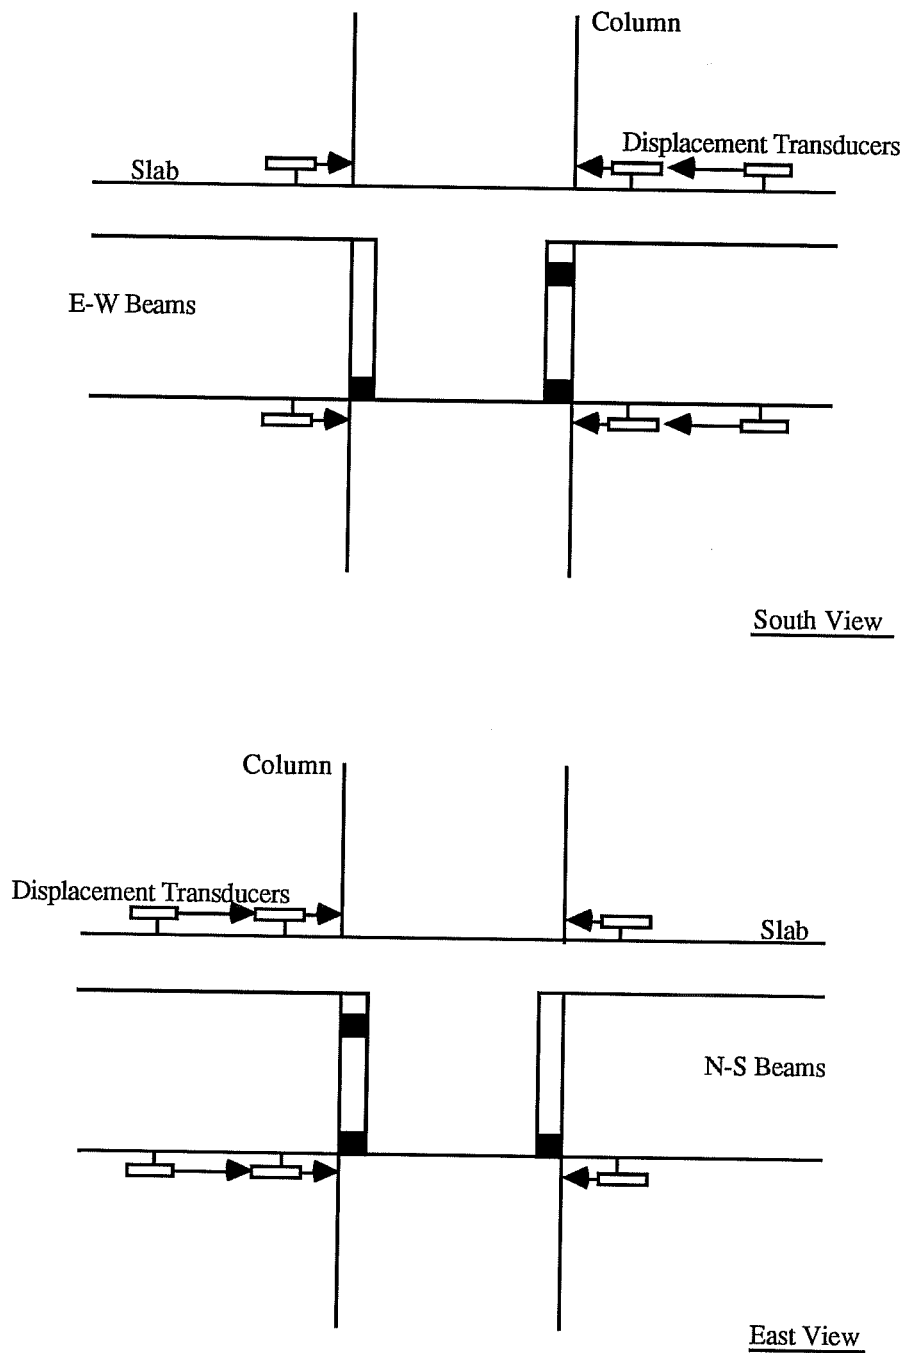 Column
Displacement Transducers
Slab
E-W Beams
South View
Column
Displacement Transducers
Slab
N-S Beams
East View